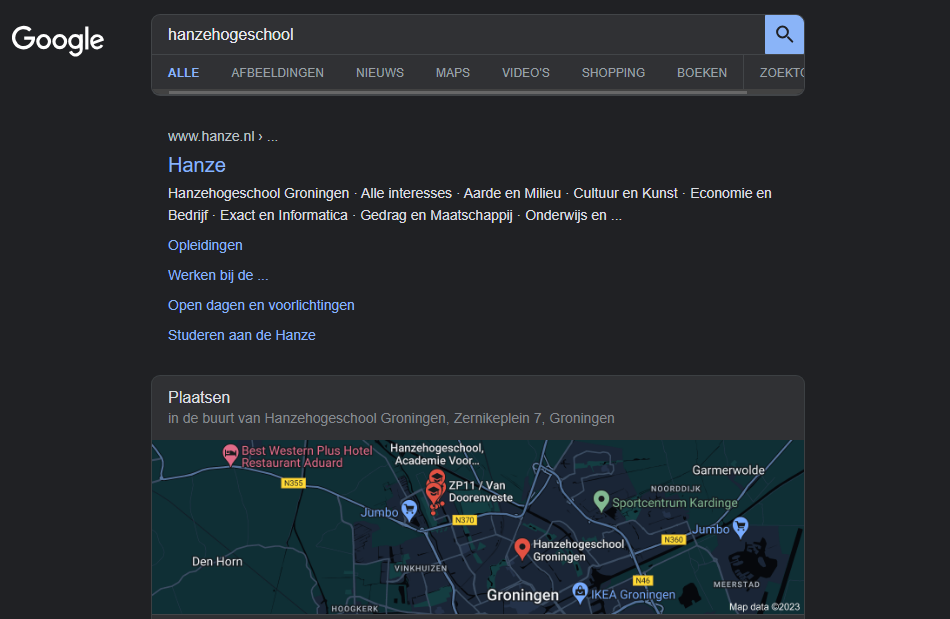 Google
hanzehogeschool
ALLE AFBEELDINGEN NIEUWS MAPS VIDEO'S SHOPPING BOEKEN ZOEKTO
www.hanze.nl › ...
Hanze
Hanzehogeschool Groningen · Alle interesses · Aarde en Milieu · Cultuur en Kunst · Economie en
Bedrijf · Exact en Informatica · Gedrag en Maatschappij · Onderwijs en ...
Opleidingen
Werken bij de ...
Open dagen en voorlichtingen
Studeren aan de Hanze
Plaatsen
in de buurt van Hanzehogeschool Groningen, Zernikeplein 7, Groningen
Best Western Plus Hotel
Restaurant Aduard
Hanzehogeschool,
Academie Voor...
Garmerwolde
N355
ZP11 / Van
Doorenveste
NOORDDIJK
Sportcentrum Kardinge
Jumbo
N370
Jumbo
N360
Hanzehogeschool
Groningen
Den Horn
VINKHUIZEN
N46
MEERSTAD
Groningen
IKEA Groningen
HOOGKERK
Map data ©2023